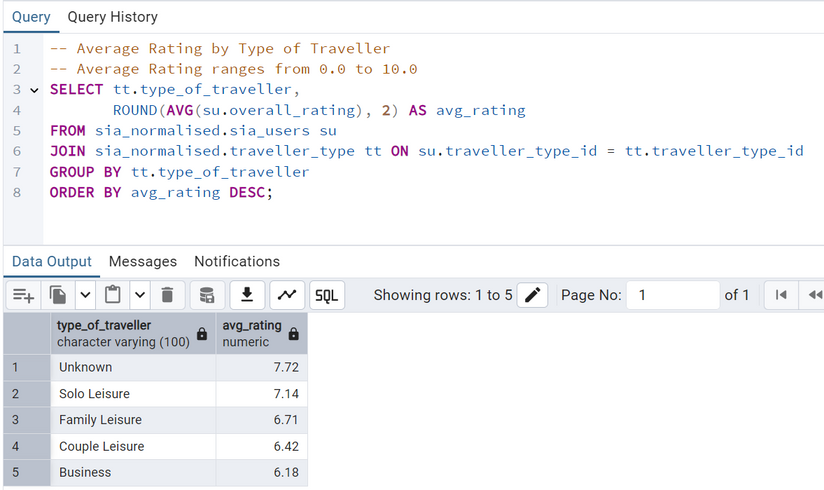 Query Query History
1 -- Average Rating by Type of Traveller
2 -- Average Rating ranges from 0.0 to 10.0
3 SELECT tt.type_of_traveller,
4 ROUND(AVG(su.overall_rating), 2) AS avg_rating
5 FROM sia_normalised.sia_users su
6 JOIN sia_normalised.traveller_type tt ON su.traveller_type_id = tt.traveller_type_id
7 GROUP BY tt.type_of_traveller
8 ORDER BY avg_rating DESC;
Data Output Messages Notifications
SQL Showing rows: 1 to 5 Page No: 1 of 1
type_of_traveller avg_rating
character varying (100) numeric
1 Unknown 7.72
2 Solo Leisure 7.14
3 Family Leisure 6.71
4 Couple Leisure 6.42
5 Business 6.18